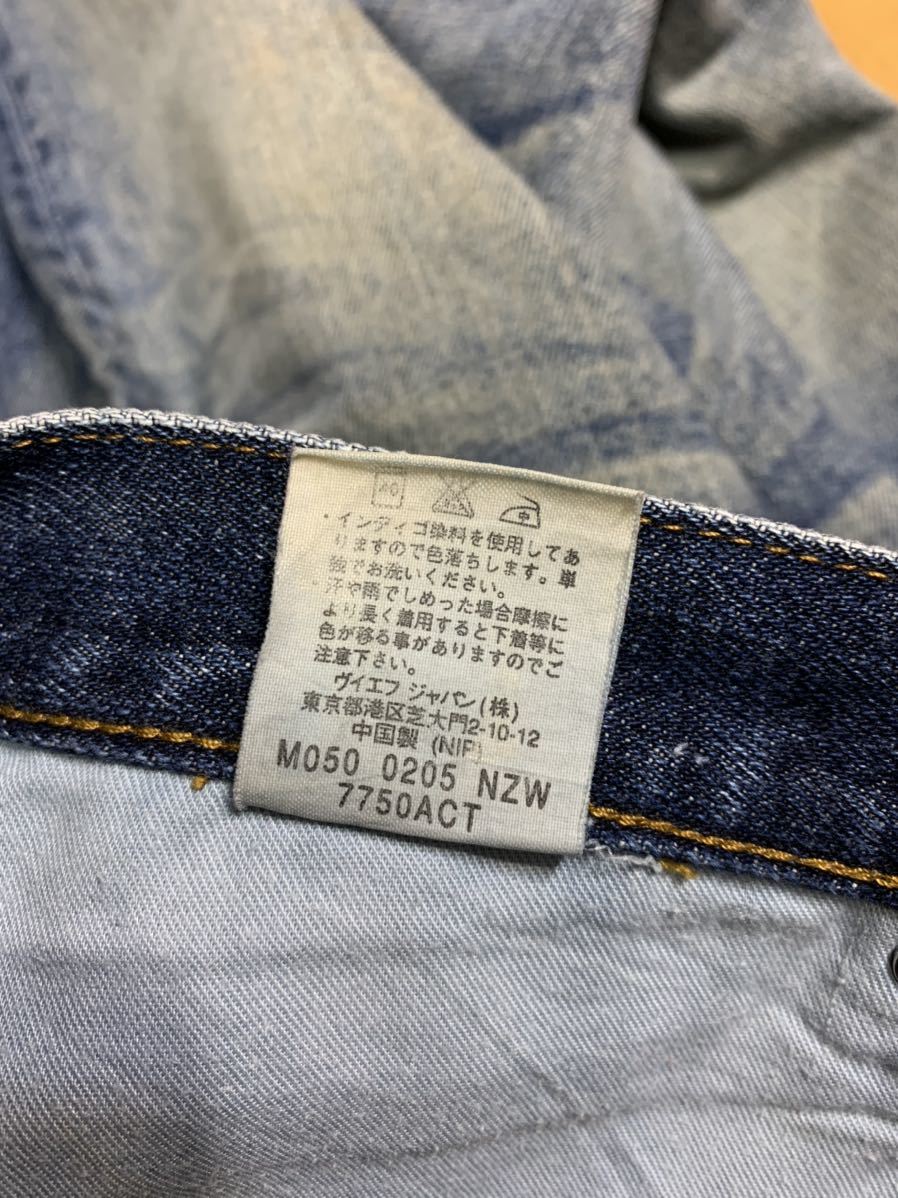 40
中
・インディゴ染料を使用してあ
りますので色落ちします。単
独でお洗いください。
・汗や雨でしめった場合摩擦に
より長く着用すると下着等に
色が移る事がありますのでご
注意下さい。
ヴイエフ ジャパン(株)
東京都港区芝大門2-10-12
中国製 (NIP)
M050 0205 NZW
7750ACT